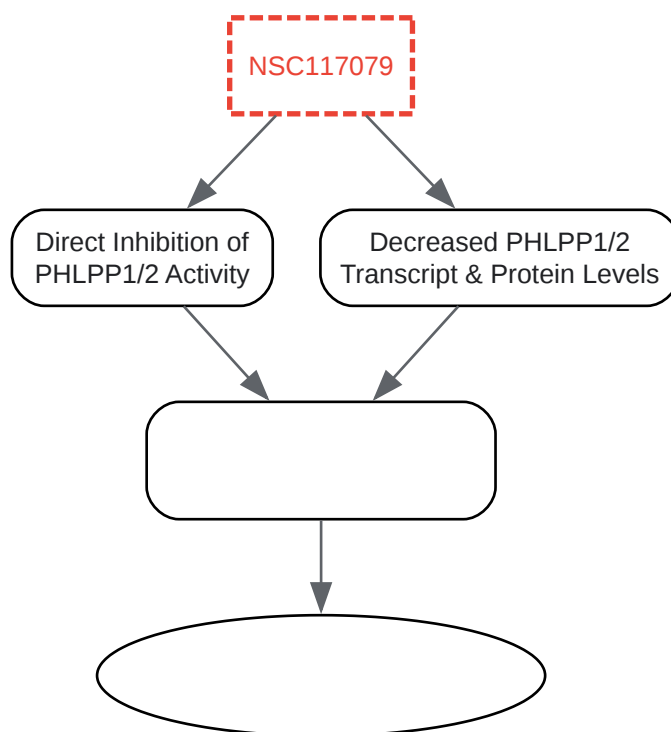 NSC117079
Direct Inhibition of
PHLPP1/2 Activity
Decreased PHLPP1/2
Transcript & Protein Levels